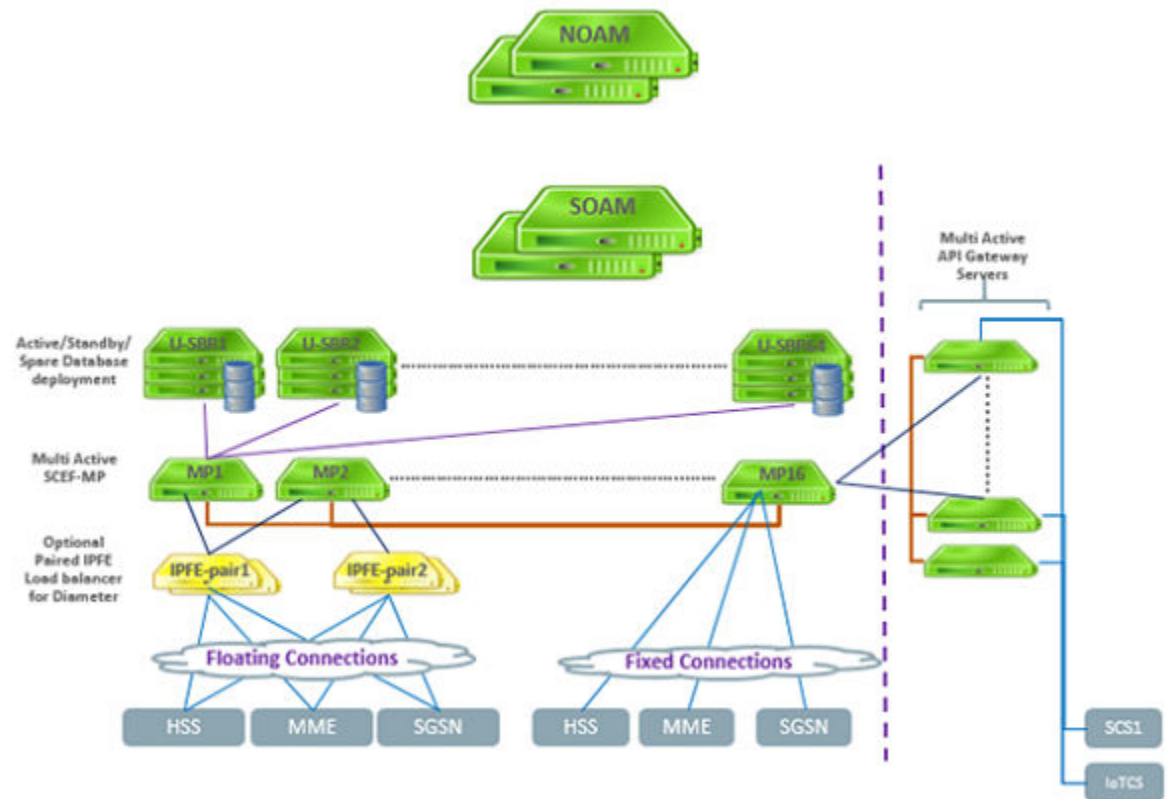 NOAM
SOAM
Multi Active
API Gateway
Servers
Active/Standby/
Spare Database
deployment
U-SBR1
U-SBR2
U-SBR64
Multi Active
SCEF-MP
MP1
MP2
MP16
Optional
Paired IPFE
Load balancer
for Diameter
IPFE-pair1
IPFE-pair2
Floating Connections
Fixed Connections
HSS
MME
SGSN
HSS
MME
SGSN
SCS1
IoTCS